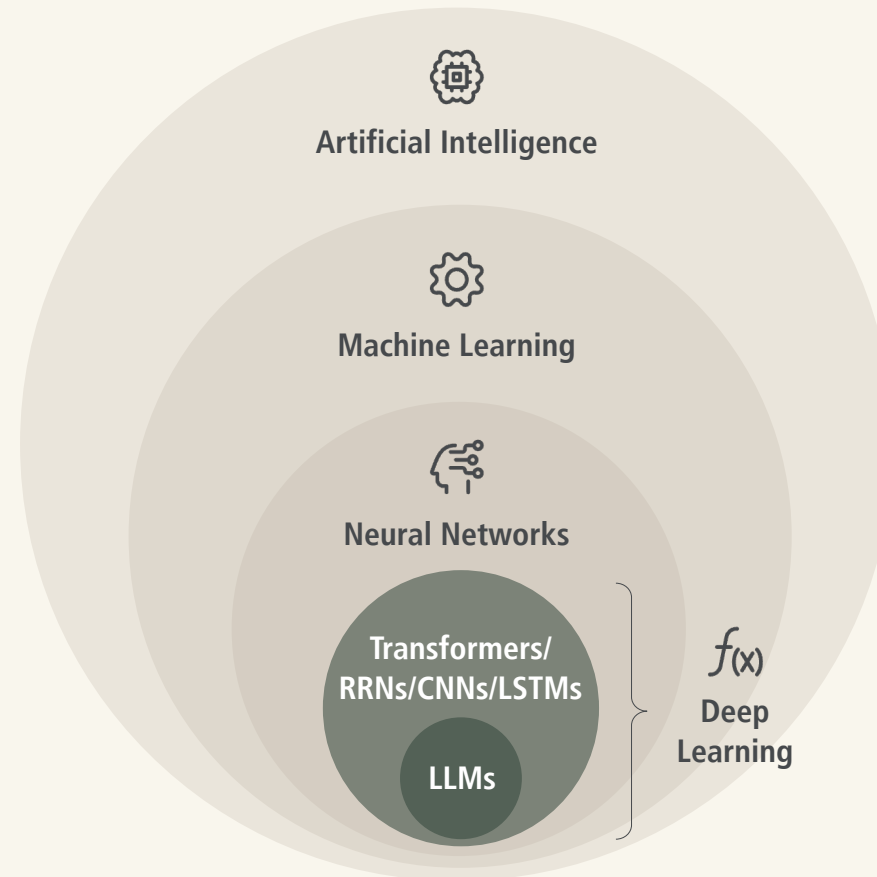 Artificial Intelligence
Machine Learning
Neural Networks
Transformers/
RRNs/CNNs/LSTMs
LLMs
f(x)
Deep
Learning